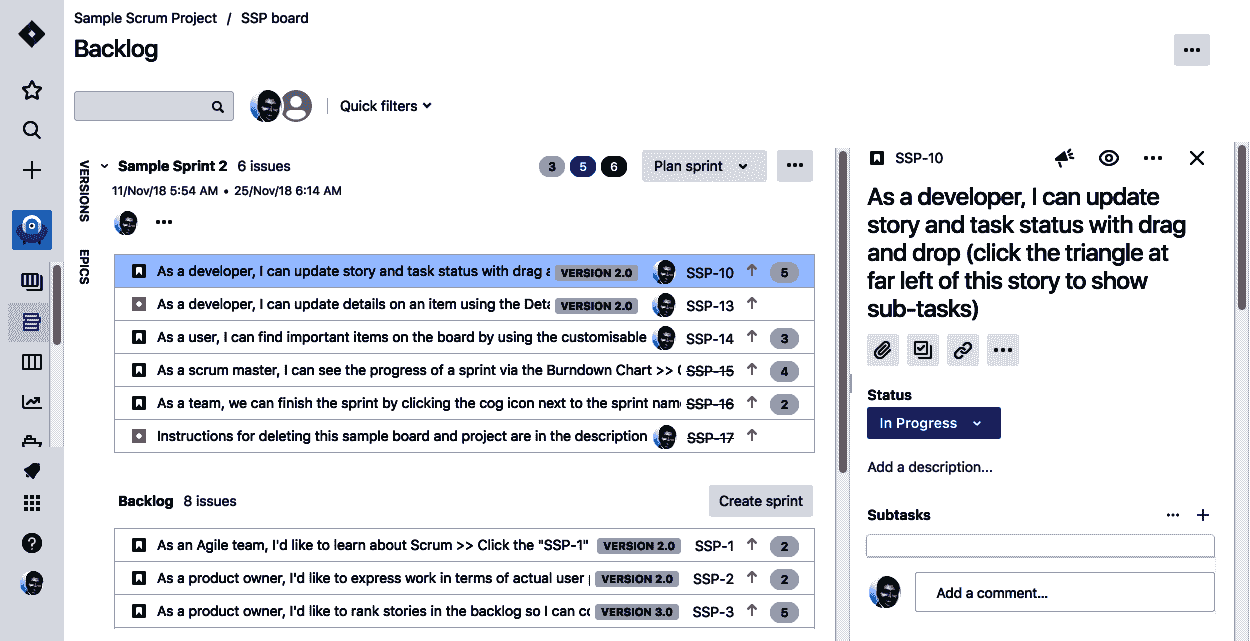 Sample Scrum Project / SSP board
Backlog
Quick filters
VERSIONS
EPICS
Sample Sprint 2 6 issues
3 5 6 Plan sprint
11/Nov/18 5:54 AM • 25/Nov/18 6:14 AM
As a developer, I can update story and task status with drag a VERSION 2.0 SSP-10 5
As a developer, I can update details on an item using the Deta VERSION 2.0 SSP-13
As a user, I can find important items on the board by using the customisable SSP-14 3
As a scrum master, I can see the progress of a sprint via the Burndown Chart >> SSP-15 4
As a team, we can finish the sprint by clicking the cog icon next to the sprint name SSP-16 2
Instructions for deleting this sample board and project are in the description SSP-17
Backlog 8 issues Create sprint
As an Agile team, I'd like to learn about Scrum >> Click the "SSP-1" VERSION 2.0 SSP-1 2
As a product owner, I'd like to express work in terms of actual user VERSION 2.0 SSP-2 2
As a product owner, I'd like to rank stories in the backlog so I can VERSION 3.0 SSP-3 5
SSP-10
As a developer, I can update
story and task status with drag
and drop (click the triangle at
far left of this story to show
sub-tasks)
Status
In Progress
Add a description...
Subtasks
Add a comment...